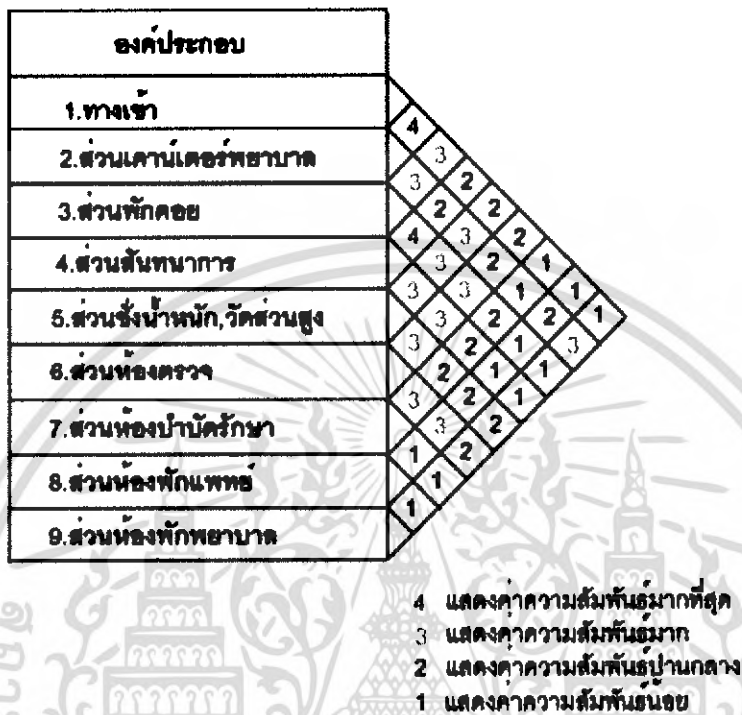 องค์ประกอบ
1.ทางเข้า
4
2.ส่วนเคาน์เตอร์พยาบาล 3
3 2
3.ส่วนพักคอย 2 2
4 3 2
4.ส่วนสันทนาการ 3 2 1
3 3 1 1
5.ส่วนชั่งน้ำหนัก,วัดส่วนสูง 3 2 2 1
3 2 1 3
6.ส่วนห้องตรวจ 2 1 1
3 2 1
7.ส่วนห้องบำบัดรักษา 3 2
1 2
8.ส่วนห้องพักแพทย์ 1
1
9.ส่วนห้องพักพยาบาล
4 แสดงค่าความสัมพันธ์มากที่สุด
3 แสดงค่าความสัมพันธ์มาก
2 แสดงค่าความสัมพันธ์ปานกลาง
1 แสดงค่าความสัมพันธ์น้อย